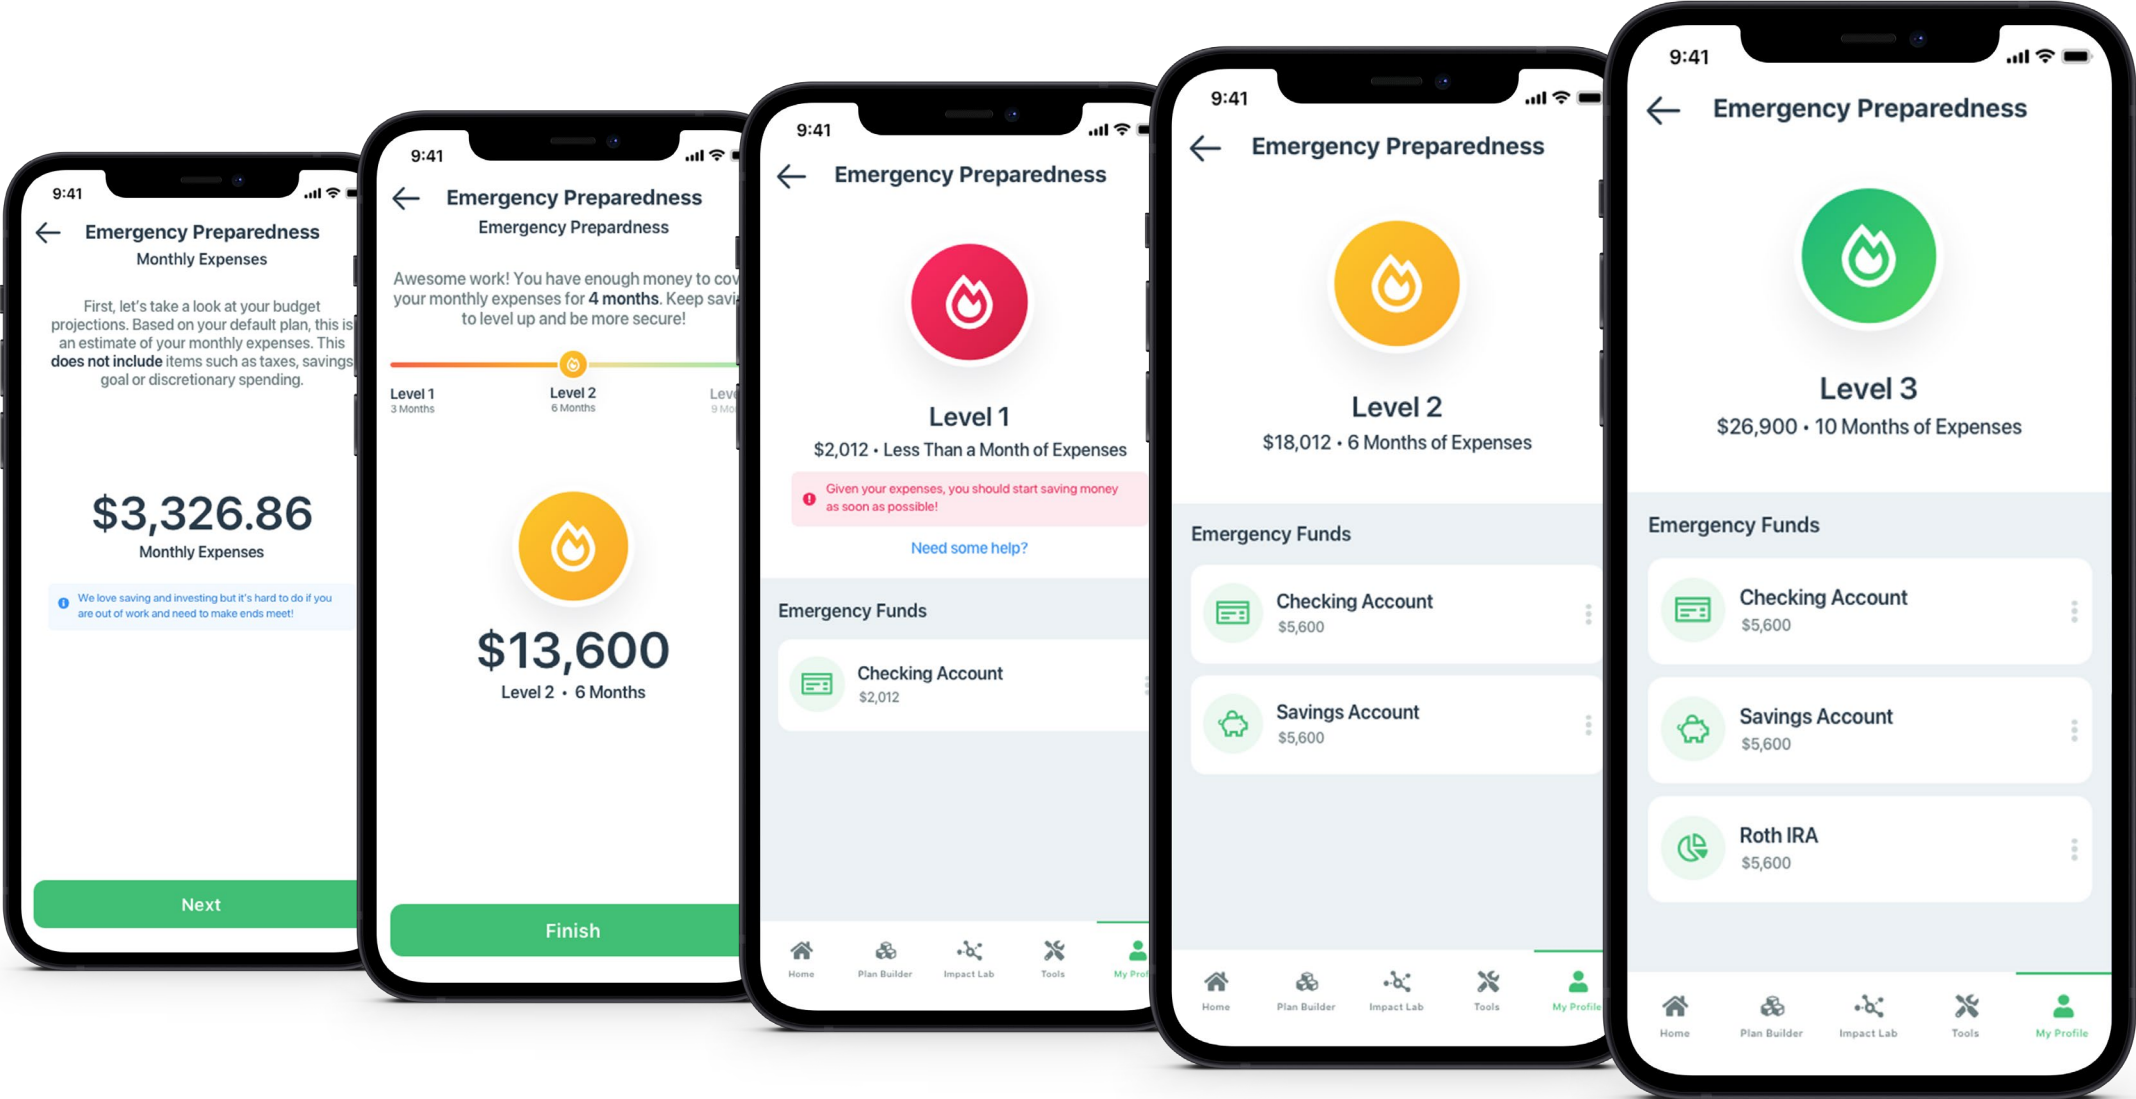 9:41
Emergency Preparedness
Monthly Expenses
First, let's take a look at your budget
projections. Based on your default plan, this is
an estimate of your monthly expenses. This
does not include items such as taxes, savings
goal or discretionary spending.
$3,326.86
Monthly Expenses
We love saving and investing but it's hard to do if you
are out of work and need to make ends meet!
Next
9:41
Emergency Preparedness
Emergency Prepardness
Awesome work! You have enough money to cov
your monthly expenses for 4 months. Keep savi
to level up and be more secure!
Level 1
3 Months
Level 2
6 Months
Leve
9 Mo
$13,600
Level 2 • 6 Months
Finish
9:41
Emergency Preparedness
Level 1
$2,012 • Less Than a Month of Expenses
Given your expenses, you should start saving money
as soon as possible!
Need some help?
Emergency Funds
Checking Account
$2,012
Home Plan Builder Impact Lab Tools My Prof
9:41
Emergency Preparedness
Level 2
$18,012 • 6 Months of Expenses
Emergency Funds
Checking Account
$5,600
Savings Account
$5,600
Home Plan Builder Impact Lab Tools My Profile
9:41
Emergency Preparedness
Level 3
$26,900 • 10 Months of Expenses
Emergency Funds
Checking Account
$5,600
Savings Account
$5,600
Roth IRA
$5,600
Home Plan Builder Impact Lab Tools My Profile